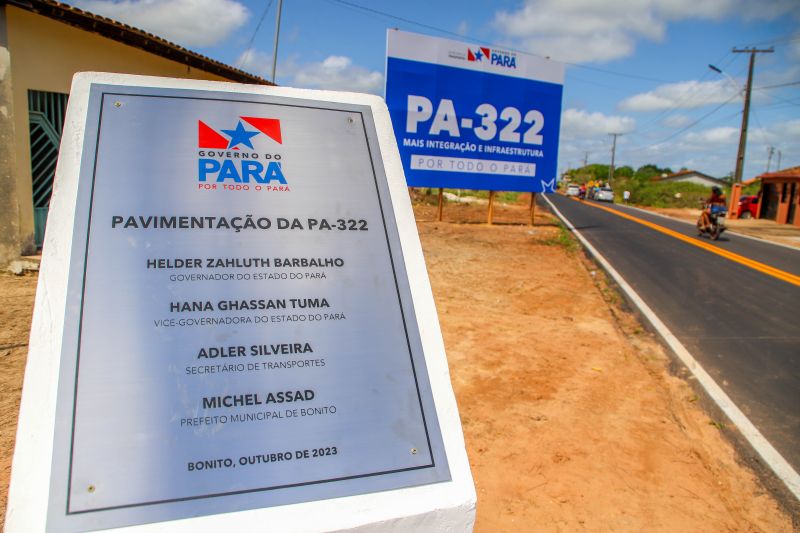 GOVERNO DO
PARÁ
POR TODO O PARÁ
PAVIMENTAÇÃO DA PA-322
HELDER ZAHLUTH BARBALHO
GOVERNADOR DO ESTADO DO PARÁ
HANA GHASSAN TUMA
VICE-GOVERNADORA DO ESTADO DO PARÁ
ADLER SILVEIRA
SECRETÁRIO DE TRANSPORTES
MICHEL ASSAD
PREFEITO MUNICIPAL DE BONITO
BONITO, OUTUBRO DE 2023
GOVERNO DO
PARÁ
PA-322
MAIS INTEGRAÇÃO E INFRAESTRUTURA
POR TODO O PARÁ